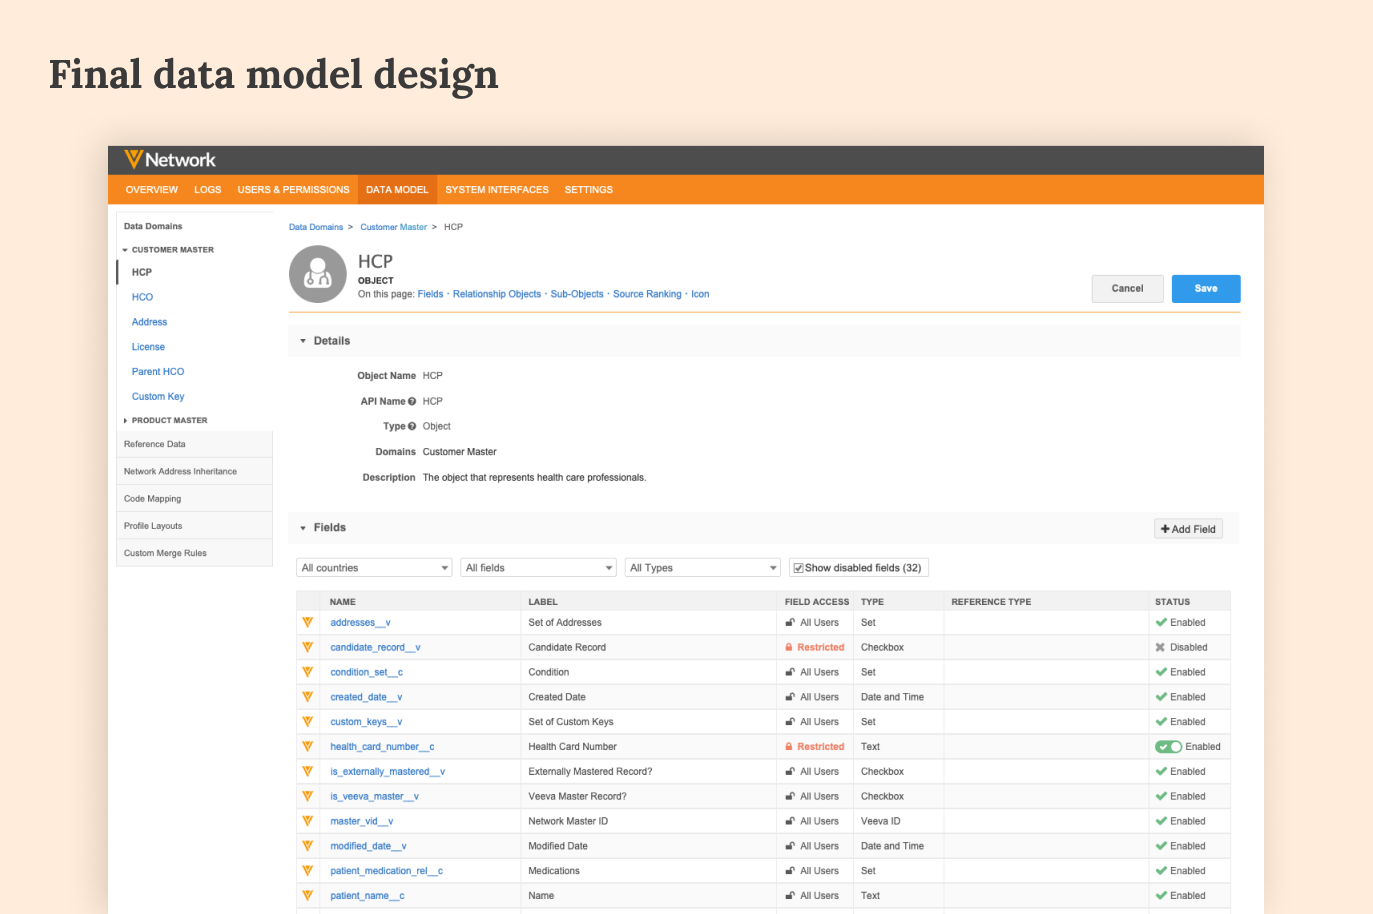 Final data model design
Network
OVERVIEW LOGS USERS & PERMISSIONS DATA MODEL SYSTEM INTERFACES SETTINGS
Data Domains
CUSTOMER MASTER
HCP
HCO
Address
License
Parent HCO
Custom Key
PRODUCT MASTER
Reference Data
Network Address Inheritance
Code Mapping
Profile Layouts
Custom Merge Rules
Data Domains > Customer Master > HCP
HCP
OBJECT
On this page: Fields · Relationship Objects · Sub-Objects · Source Ranking · Icon
Cancel Save
Details
Object Name HCP
API Name HCP
Type Object
Domains Customer Master
Description The object that represents health care professionals.
Fields + Add Field
All countries All fields All Types Show disabled fields (32)
NAME LABEL FIELD ACCESS TYPE REFERENCE TYPE STATUS
addresses__v Set of Addresses All Users Set Enabled
candidate_record__v Candidate Record Restricted Checkbox Disabled
condition_set__c Condition All Users Set Enabled
created_date__v Created Date All Users Date and Time Enabled
custom_keys__v Set of Custom Keys All Users Set Enabled
health_card_number__c Health Card Number Restricted Text Enabled
is_externally_mastered__v Externally Mastered Record? All Users Checkbox Enabled
is_veeva_master__v Veeva Master Record? All Users Checkbox Enabled
master_vid__v Network Master ID All Users Veeva ID Enabled
modified_date__v Modified Date All Users Date and Time Enabled
patient_medication_rel__c Medications All Users Set Enabled
patient_name__c Name All Users Text Enabled